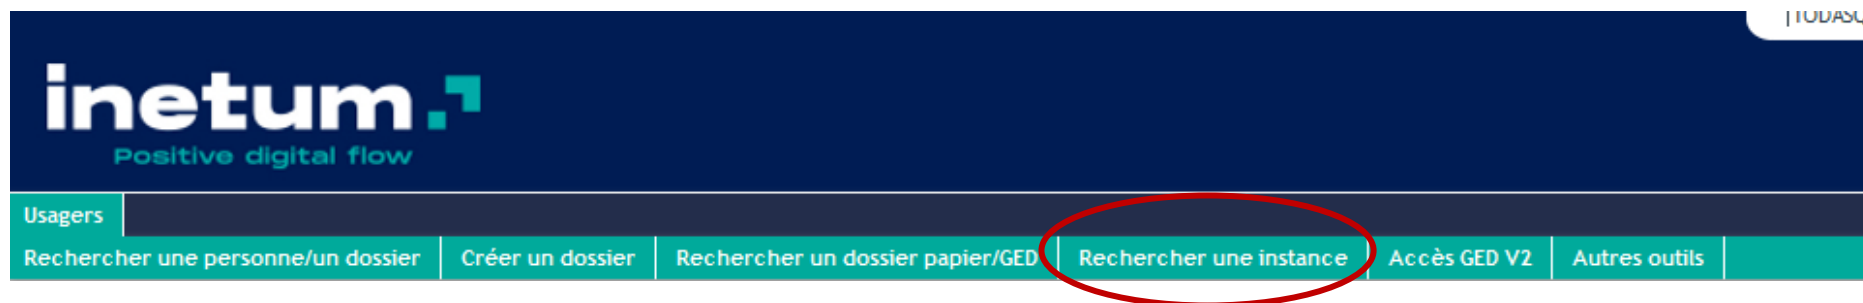 inetum
Positive digital flow
Usagers
Rechercher une personne/un dossier Créer un dossier Rechercher un dossier papier/GED Rechercher une instance Accès GED V2 Autres outils